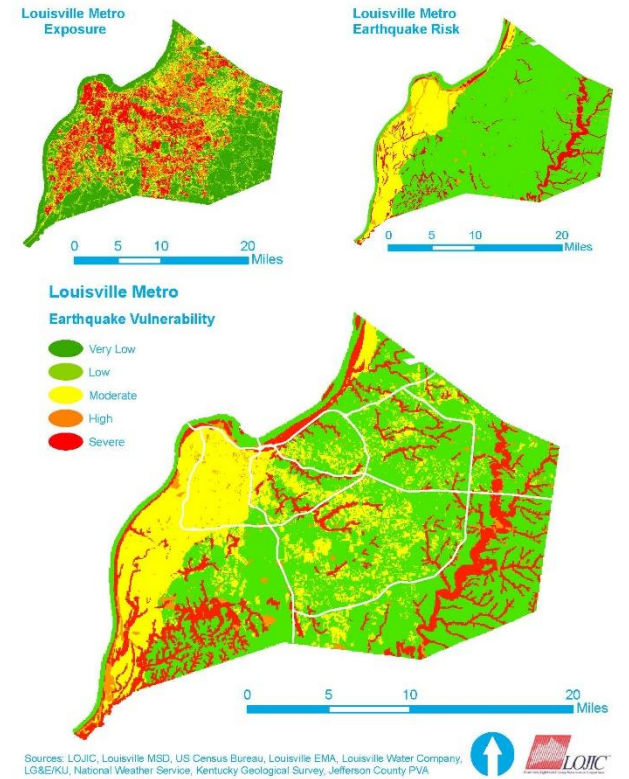 Louisville Metro
Exposure
Louisville Metro
Earthquake Risk
0 5 10 20
Miles
0 5 10 20
Miles
Louisville Metro
Earthquake Vulnerability
Very Low
Low
Moderate
High
Severe
0 5 10 20
Miles
Sources: LOJIC, Louisville MSD, US Census Bureau, Louisville EMA, Louisville Water Company,
LG&E/KU, National Weather Service, Kentucky Geological Survey, Jefferson County PVA
LOJIC